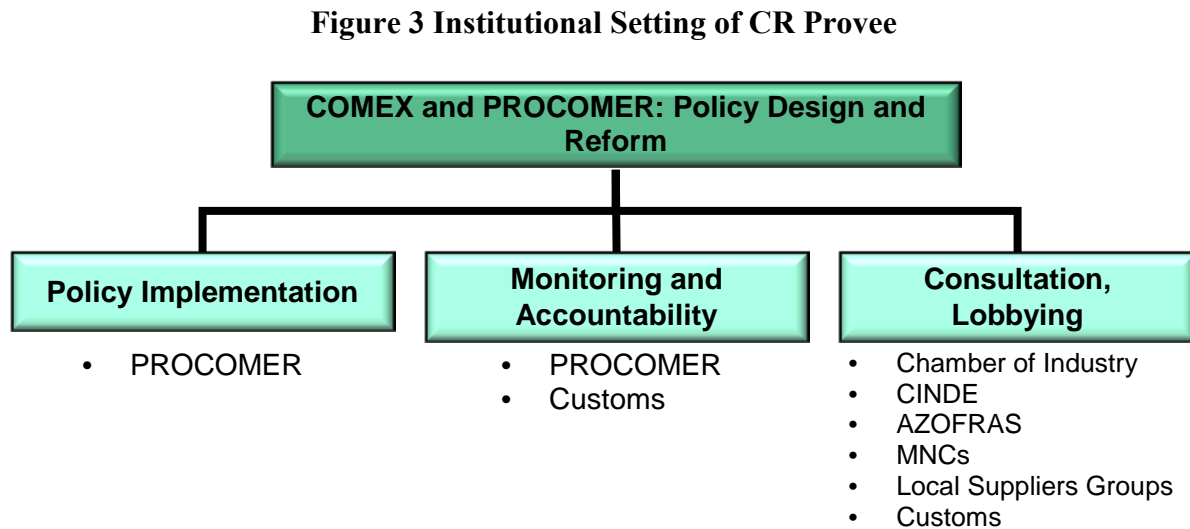 Figure 3 Institutional Setting of CR Provee
COMEX and PROCOMER: Policy Design and
Reform
Policy Implementation
• PROCOMER
Monitoring and
Accountability
• PROCOMER
• Customs
Consultation,
Lobbying
• Chamber of Industry
• CINDE
• AZOFRAS
• MNCs
• Local Suppliers Groups
• Customs